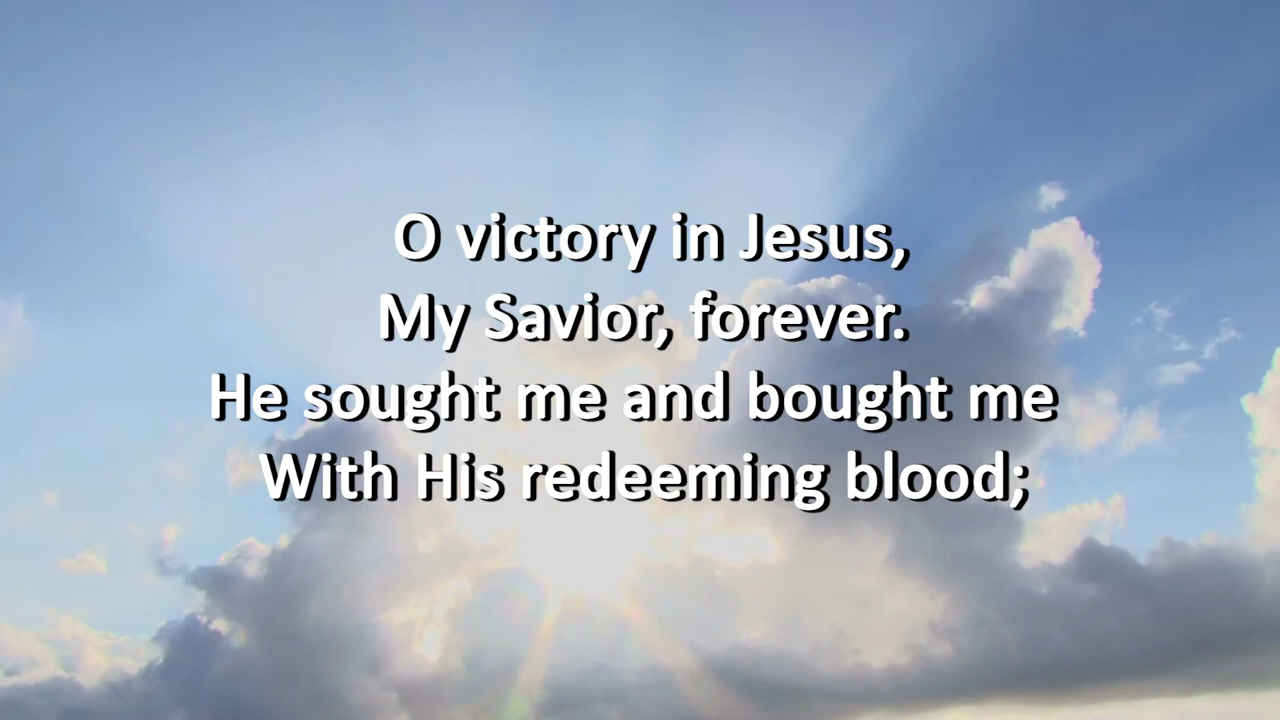 O victory in Jesus,
My Savior, forever.
He sought me and bought me
With His redeeming blood;